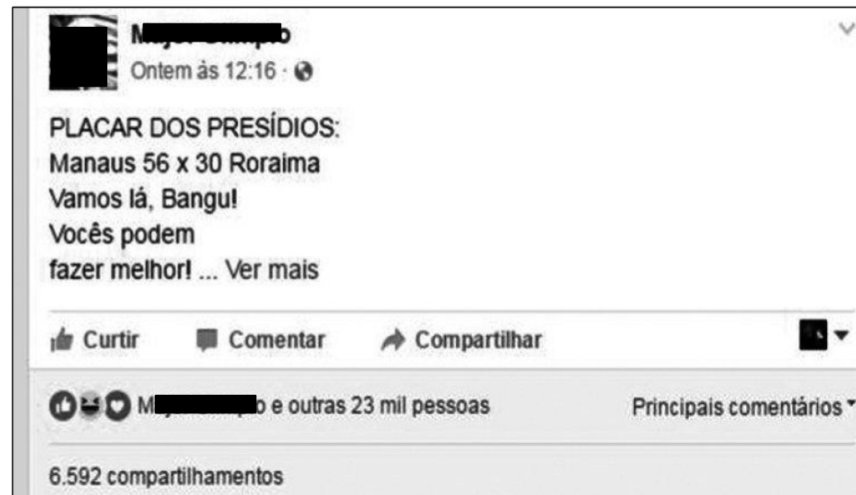 Ontem às 12:16
PLACAR DOS PRESÍDIOS:
Manaus 56 x 30 Roraima
Vamos lá, Bangu!
Vocês podem
fazer melhor! ... Ver mais
Curtir Comentar Compartilhar
e outras 23 mil pessoas Principais comentários
6.592 compartilhamentos